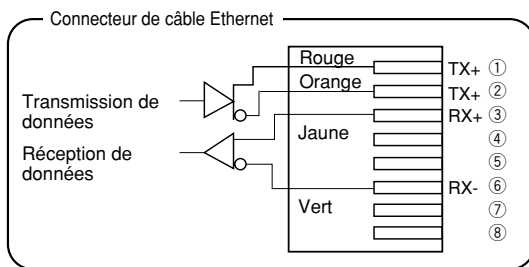 Connecteur de câble Ethernet
Rouge
TX+ ①
Orange
TX+ ②
Transmission de
données
RX+ ③
Jaune
④
Réception de
données
⑤
RX- ⑥
Vert
⑦
⑧